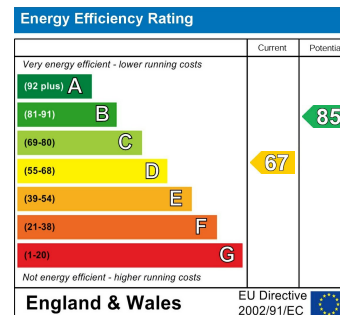 Energy Efficiency Rating
Current Potentia
Very energy efficient - lower running costs
(92 plus) A
(81-91) B
85
(69-80) C
(55-68) D
67
(39-54) E
(21-38) F
(1-20) G
Not energy efficient - higher running costs
England & Wales
EU Directive
2002/91/EC